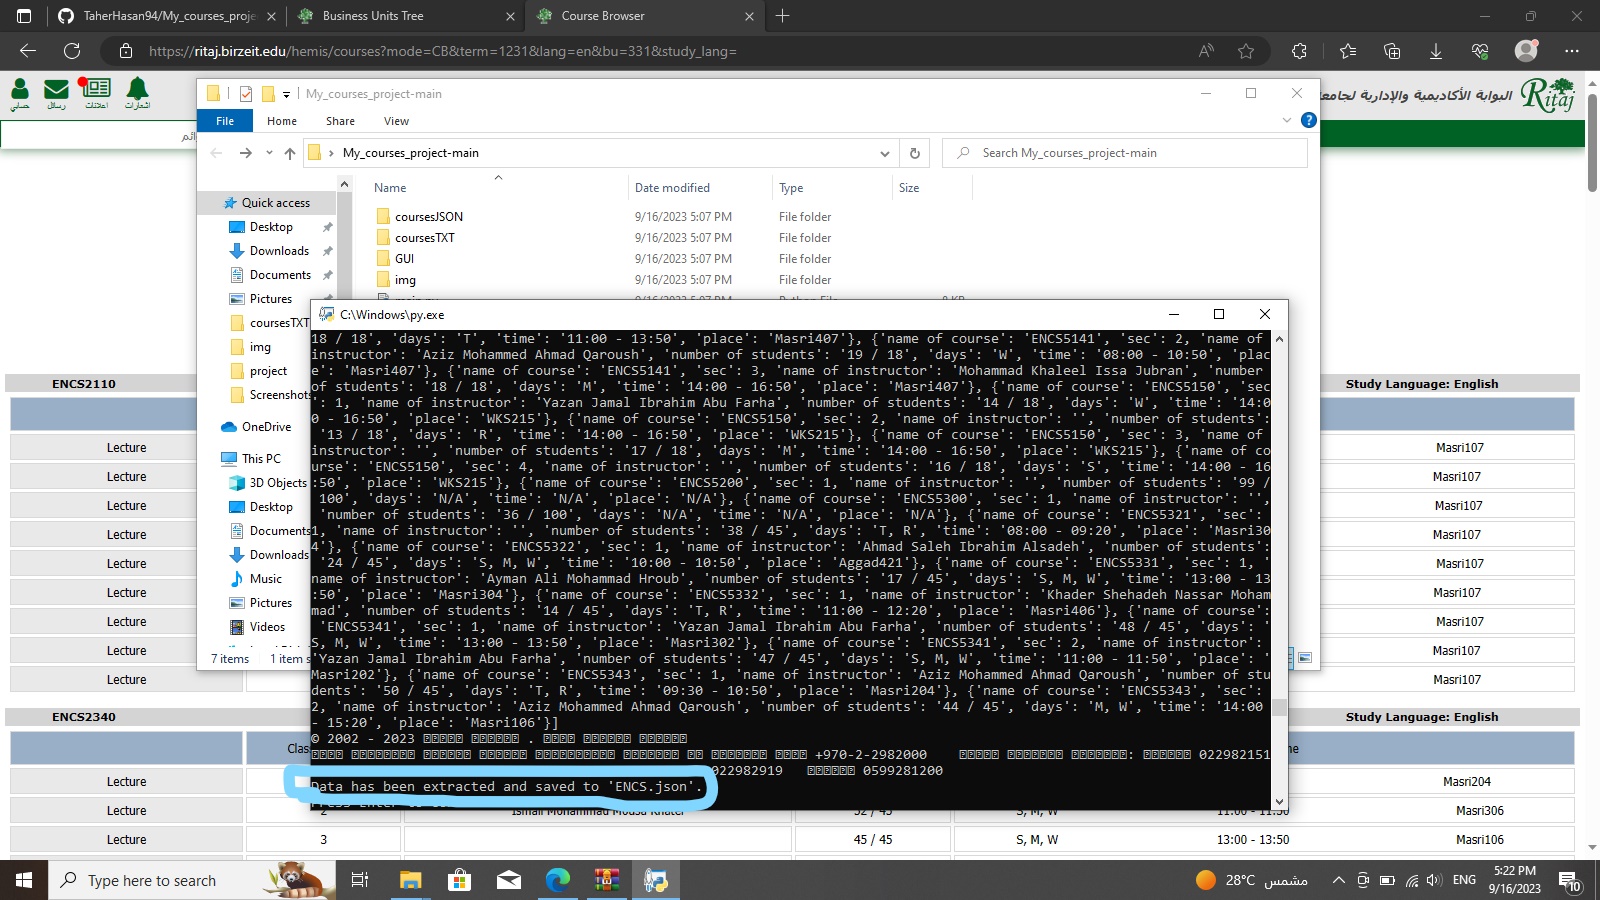 TaherHasan94/My_courses_proje
Business Units Tree
Course Browser
https://ritaj.birzeit.edu/hemis/courses?mode=CB&term=1231&lang=en&bu=331&study_lang=
حسابي
رسائل
اعلانات
اشعارات
البوابة الأكاديمية والإدارية لجامعة
Ritaj
My_courses_project-main
File Home Share View
My_courses_project-main
Search My_courses_project-main
Name Date modified Type Size
Quick access
Desktop
Downloads
Documents
Pictures
coursesTXT
img
project
Screenshots
OneDrive
This PC
3D Objects
Desktop
Documents
Downloads
Music
Pictures
Videos
coursesJSON 9/16/2023 5:07 PM File folder
coursesTXT 9/16/2023 5:07 PM File folder
GUI 9/16/2023 5:07 PM File folder
img 9/16/2023 5:07 PM File folder
7 items 1 item s
C:\Windows\py.exe
18 / 18', 'days': 'T', 'time': '11:00 - 13:50', 'place': 'Masri407'}, {'name of course': 'ENCS5141', 'sec': 2, 'name of
instructor': 'Aziz Mohammed Ahmad Qaroush', 'number of students': '19 / 18', 'days': 'W', 'time': '08:00 - 10:50', 'plac
e': 'Masri407'}, {'name of course': 'ENCS5141', 'sec': 3, 'name of instructor': 'Mohammad Khaleel Issa Jubran', 'number
of students': '18 / 18', 'days': 'M', 'time': '14:00 - 16:50', 'place': 'Masri407'}, {'name of course': 'ENCS5150', 'sec'
: 1, 'name of instructor': 'Yazan Jamal Ibrahim Abu Farha', 'number of students': '14 / 18', 'days': 'W', 'time': '14:0
0 - 16:50', 'place': 'WKS215'}, {'name of course': 'ENCS5150', 'sec': 2, 'name of instructor': '', 'number of students':
'13 / 18', 'days': 'R', 'time': '14:00 - 16:50', 'place': 'WKS215'}, {'name of course': 'ENCS5150', 'sec': 3, 'name of
instructor': '', 'number of students': '17 / 18', 'days': 'M', 'time': '14:00 - 16:50', 'place': 'WKS215'}, {'name of co
urse': 'ENCS5150', 'sec': 4, 'name of instructor': '', 'number of students': '16 / 18', 'days': 'S', 'time': '14:00 - 16
:50', 'place': 'WKS215'}, {'name of course': 'ENCS5200', 'sec': 1, 'name of instructor': '', 'number of students': '99 /
100', 'days': 'N/A', 'time': 'N/A', 'place': 'N/A'}, {'name of course': 'ENCS5300', 'sec': 1, 'name of instructor': '',
'number of students': '36 / 100', 'days': 'N/A', 'time': 'N/A', 'place': 'N/A'}, {'name of course': 'ENCS5321', 'sec':
1, 'name of instructor': '', 'number of students': '38 / 45', 'days': 'T, R', 'time': '08:00 - 09:20', 'place': 'Masri30
4'}, {'name of course': 'ENCS5322', 'sec': 1, 'name of instructor': 'Ahmad Saleh Ibrahim Alsadeh', 'number of students':
'24 / 45', 'days': 'S, M, W', 'time': '10:00 - 10:50', 'place': 'Aggad421'}, {'name of course': 'ENCS5331', 'sec': 1, '
name of instructor': 'Ayman Ali Mohammad Hroub', 'number of students': '17 / 45', 'days': 'S, M, W', 'time': '13:00 - 13
:50', 'place': 'Masri304'}, {'name of course': 'ENCS5332', 'sec': 1, 'name of instructor': 'Khader Shehadeh Nassar Moham
mad', 'number of students': '14 / 45', 'days': 'T, R', 'time': '11:00 - 12:20', 'place': 'Masri406'}, {'name of course':
'ENCS5341', 'sec': 1, 'name of instructor': 'Yazan Jamal Ibrahim Abu Farha', 'number of students': '48 / 45', 'days': '
S, M, W', 'time': '13:00 - 13:50', 'place': 'Masri302'}, {'name of course': 'ENCS5341', 'sec': 2, 'name of instructor':
'Yazan Jamal Ibrahim Abu Farha', 'number of students': '47 / 45', 'days': 'S, M, W', 'time': '11:00 - 11:50', 'place': '
Masri202'}, {'name of course': 'ENCS5343', 'sec': 1, 'name of instructor': 'Aziz Mohammed Ahmad Qaroush', 'number of stu
dents': '50 / 45', 'days': 'T, R', 'time': '09:30 - 10:50', 'place': 'Masri204'}, {'name of course': 'ENCS5343', 'sec':
2, 'name of instructor': 'Aziz Mohammed Ahmad Qaroush', 'number of students': '44 / 45', 'days': 'M, W', 'time': '14:00
- 15:20', 'place': 'Masri106'}]
© 2002 - 2023 .
+970-2-2982000 : 022982151
022982919 0599281200
Data has been extracted and saved to 'ENCS.json'.
ENCS2110 Study Language: English
Lecture Masri107
Lecture Masri107
Lecture Masri107
Lecture Masri107
Lecture Masri107
Lecture Masri107
Lecture Masri107
Lecture Masri107
Lecture Masri107
ENCS2340 Study Language: English
Lecture Masri204
Lecture 2 Ismail Mohammad Mousa Khater 52 / 45 S, M, W 11:00 - 11:50 Masri306
Lecture 3 45 / 45 S, M, W 13:00 - 13:50 Masri106
Type here to search
28°C مشمس
ENG
5:22 PM
9/16/2023
10